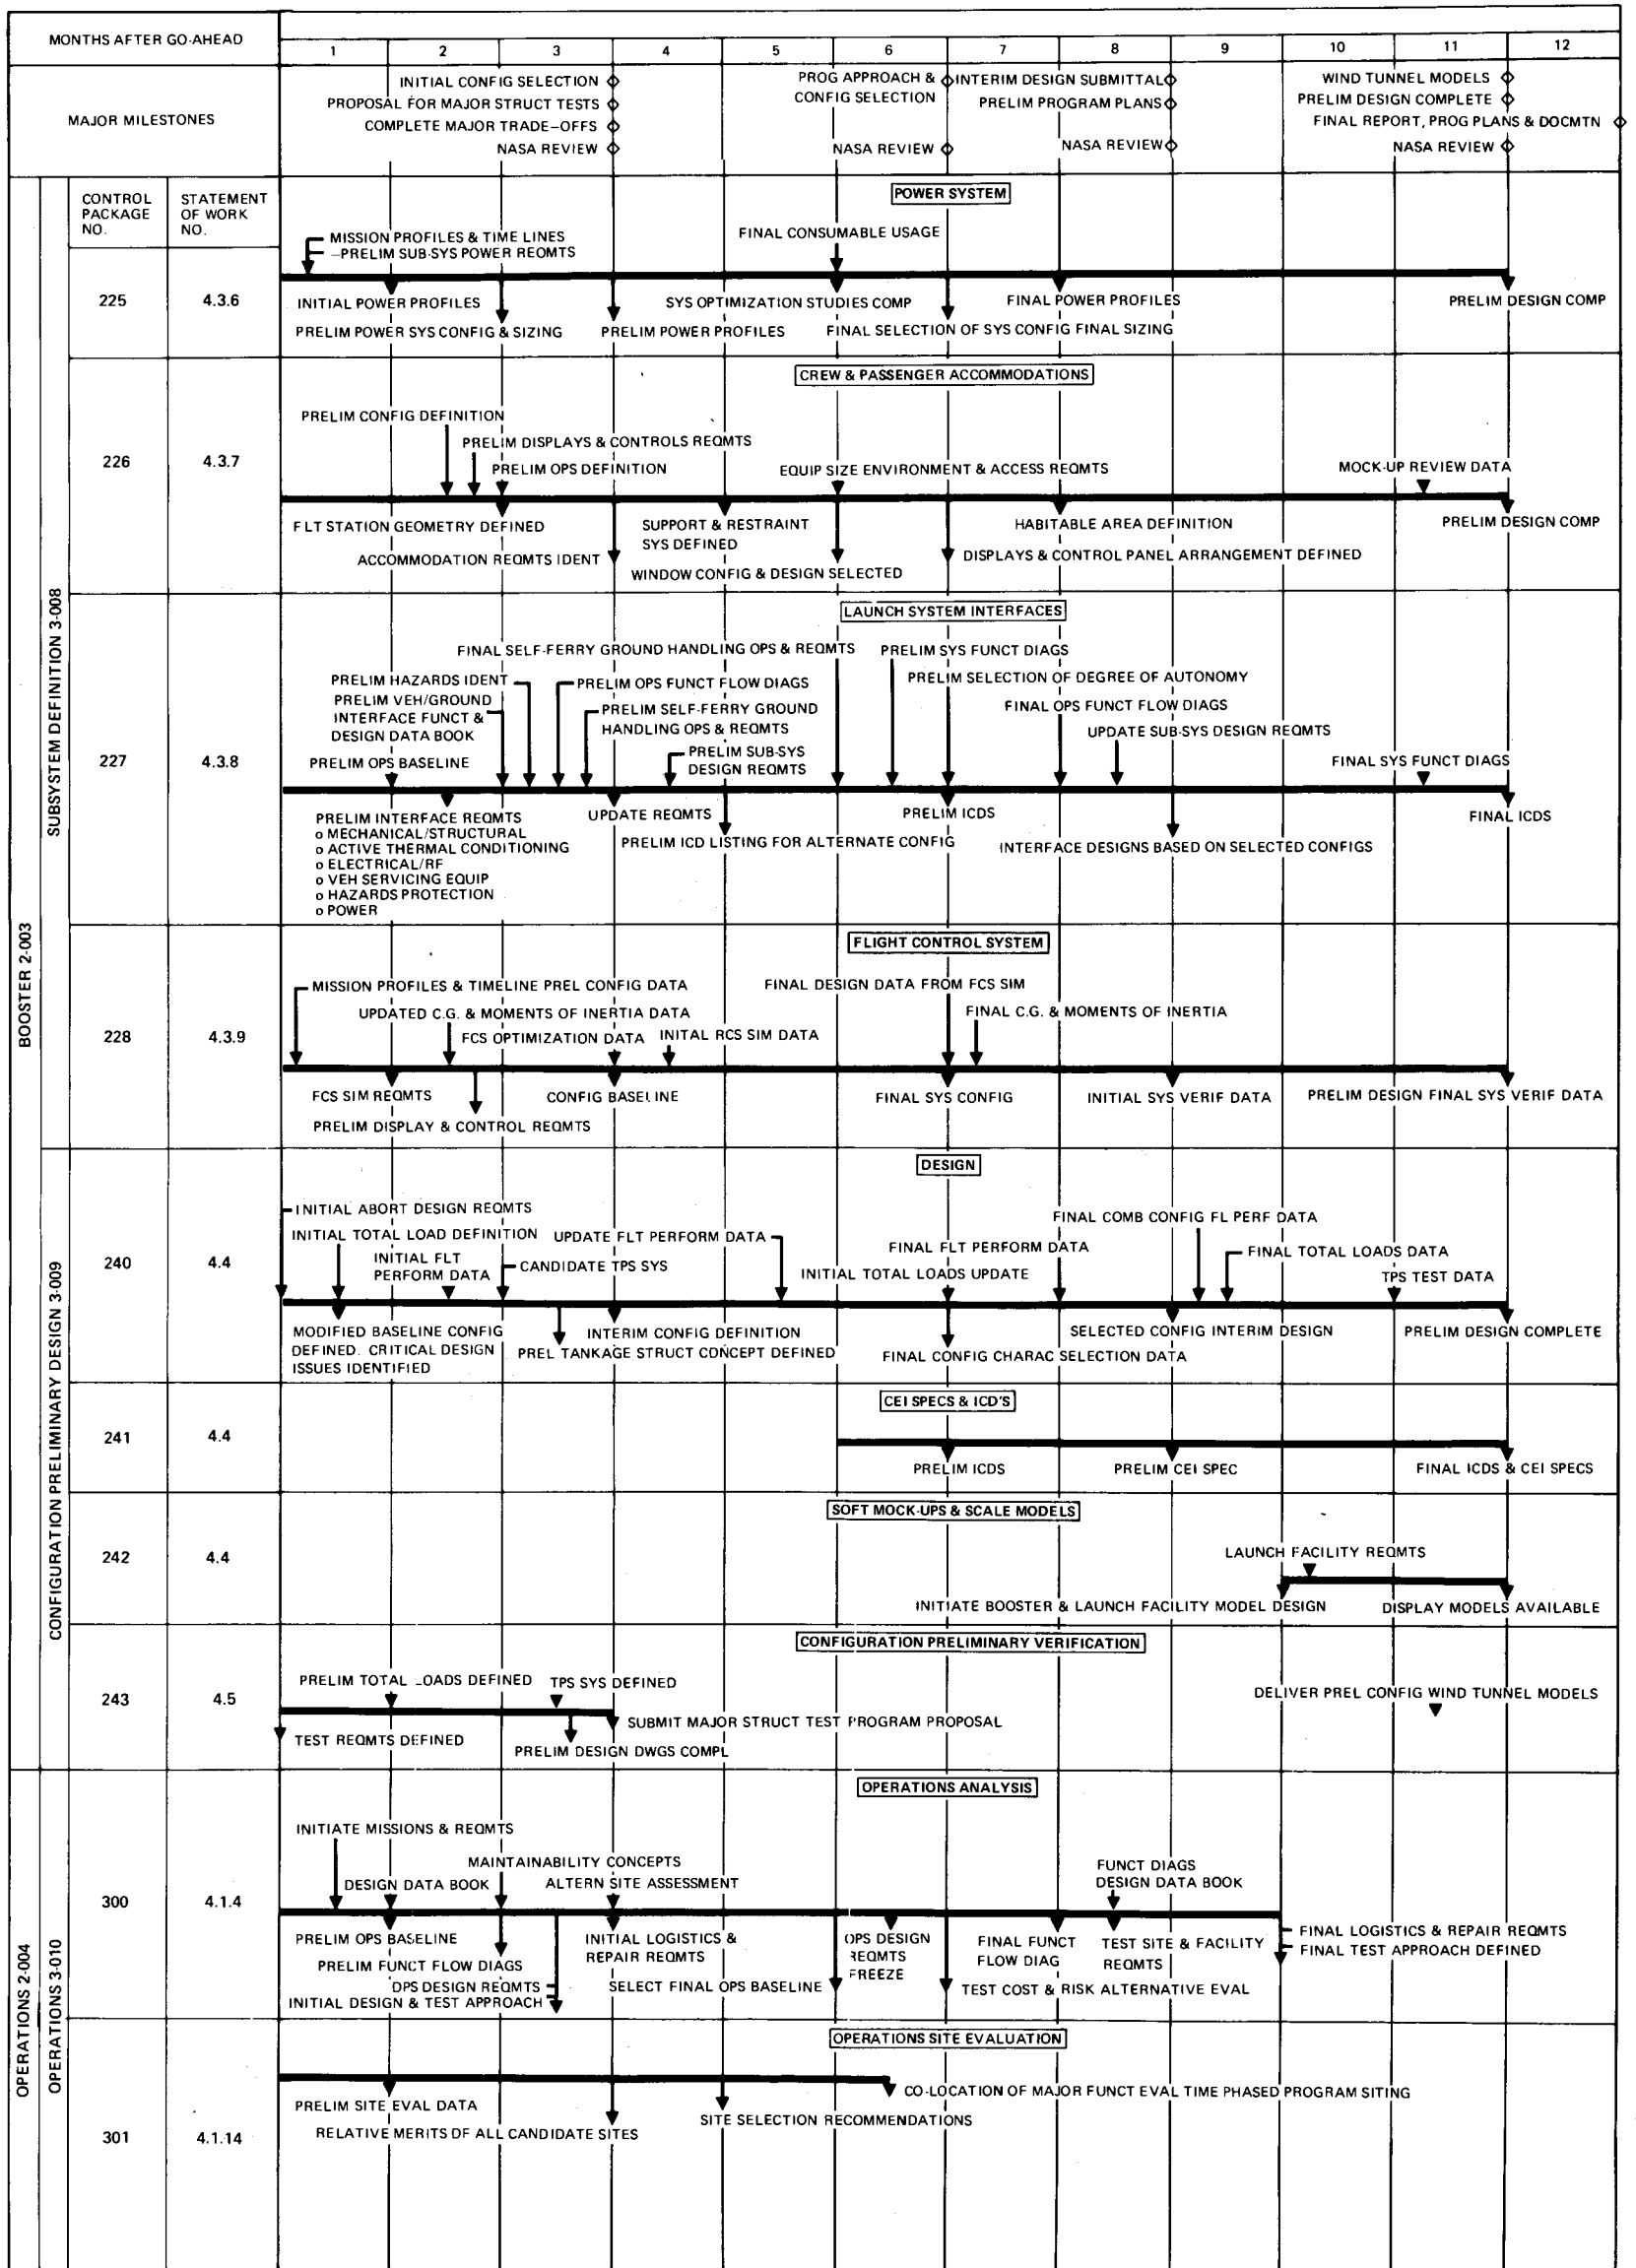 MONTHS AFTER GO-AHEAD
1 2 3 4 5 6 7 8 9 10 11 12
MAJOR MILESTONES
INITIAL CONFIG SELECTION
PROPOSAL FOR MAJOR STRUCT TESTS
COMPLETE MAJOR TRADE-OFFS
NASA REVIEW
PROG APPROACH &
CONFIG SELECTION
NASA REVIEW
INTERIM DESIGN SUBMITTAL
PRELIM PROGRAM PLANS
NASA REVIEW
WIND TUNNEL MODELS
PRELIM DESIGN COMPLETE
FINAL REPORT, PROG PLANS & DOCMTN
NASA REVIEW
CONTROL
PACKAGE
NO.
STATEMENT
OF WORK
NO.
BOOSTER 2-003
SUBSYSTEM DEFINITION 3-008
POWER SYSTEM
225
4.3.6
MISSION PROFILES & TIME LINES
–PRELIM SUB-SYS POWER REQMTS
FINAL CONSUMABLE USAGE
INITIAL POWER PROFILES
SYS OPTIMIZATION STUDIES COMP
FINAL POWER PROFILES
PRELIM DESIGN COMP
PRELIM POWER SYS CONFIG & SIZING
PRELIM POWER PROFILES
FINAL SELECTION OF SYS CONFIG FINAL SIZING
CREW & PASSENGER ACCOMMODATIONS
226
4.3.7
PRELIM CONFIG DEFINITION
PRELIM DISPLAYS & CONTROLS REQMTS
PRELIM OPS DEFINITION
EQUIP SIZE ENVIRONMENT & ACCESS REQMTS
MOCK-UP REVIEW DATA
FLT STATION GEOMETRY DEFINED
SUPPORT & RESTRAINT
SYS DEFINED
HABITABLE AREA DEFINITION
PRELIM DESIGN COMP
ACCOMMODATION REQMTS IDENT
WINDOW CONFIG & DESIGN SELECTED
DISPLAYS & CONTROL PANEL ARRANGEMENT DEFINED
LAUNCH SYSTEM INTERFACES
227
4.3.8
FINAL SELF-FERRY GROUND HANDLING OPS & REQMTS
PRELIM SYS FUNCT DIAGS
PRELIM HAZARDS IDENT
PRELIM OPS FUNCT FLOW DIAGS
PRELIM SELECTION OF DEGREE OF AUTONOMY
PRELIM VEH/GROUND
INTERFACE FUNCT &
DESIGN DATA BOOK
PRELIM SELF-FERRY GROUND
HANDLING OPS & REQMTS
FINAL OPS FUNCT FLOW DIAGS
UPDATE SUB-SYS DESIGN REQMTS
PRELIM OPS BASELINE
PRELIM SUB-SYS
DESIGN REQMTS
FINAL SYS FUNCT DIAGS
PRELIM INTERFACE REQMTS
o MECHANICAL/STRUCTURAL
o ACTIVE THERMAL CONDITIONING
o ELECTRICAL/RF
o VEH SERVICING EQUIP
o HAZARDS PROTECTION
o POWER
UPDATE REQMTS
PRELIM ICD LISTING FOR ALTERNATE CONFIG
PRELIM ICDS
INTERFACE DESIGNS BASED ON SELECTED CONFIGS
FINAL ICDS
FLIGHT CONTROL SYSTEM
228
4.3.9
MISSION PROFILES & TIMELINE PREL CONFIG DATA
FINAL DESIGN DATA FROM FCS SIM
UPDATED C.G. & MOMENTS OF INERTIA DATA
FINAL C.G. & MOMENTS OF INERTIA
FCS OPTIMIZATION DATA
INITAL RCS SIM DATA
FCS SIM REQMTS
CONFIG BASELINE
FINAL SYS CONFIG
INITIAL SYS VERIF DATA
PRELIM DESIGN FINAL SYS VERIF DATA
PRELIM DISPLAY & CONTROL REQMTS
CONFIGURATION PRELIMINARY DESIGN 3-009
DESIGN
240
4.4
INITIAL ABORT DESIGN REQMTS
INITIAL TOTAL LOAD DEFINITION
UPDATE FLT PERFORM DATA
FINAL COMB CONFIG FL PERF DATA
INITIAL FLT
PERFORM DATA
CANDIDATE TPS SYS
FINAL FLT PERFORM DATA
FINAL TOTAL LOADS DATA
INITIAL TOTAL LOADS UPDATE
TPS TEST DATA
MODIFIED BASELINE CONFIG
DEFINED. CRITICAL DESIGN
ISSUES IDENTIFIED
INTERIM CONFIG DEFINITION
PREL TANKAGE STRUCT CONCEPT DEFINED
FINAL CONFIG CHARAC SELECTION DATA
SELECTED CONFIG INTERIM DESIGN
PRELIM DESIGN COMPLETE
CEI SPECS & ICD'S
241
4.4
PRELIM ICDS
PRELIM CEI SPEC
FINAL ICDS & CEI SPECS
SOFT MOCK-UPS & SCALE MODELS
242
4.4
LAUNCH FACILITY REQMTS
INITIATE BOOSTER & LAUNCH FACILITY MODEL DESIGN
DISPLAY MODELS AVAILABLE
CONFIGURATION PRELIMINARY VERIFICATION
243
4.5
PRELIM TOTAL LOADS DEFINED
TPS SYS DEFINED
DELIVER PREL CONFIG WIND TUNNEL MODELS
TEST REQMTS DEFINED
SUBMIT MAJOR STRUCT TEST PROGRAM PROPOSAL
PRELIM DESIGN DWGS COMPL
OPERATIONS 2-004
OPERATIONS 3-010
OPERATIONS ANALYSIS
300
4.1.4
INITIATE MISSIONS & REQMTS
MAINTAINABILITY CONCEPTS
DESIGN DATA BOOK
ALTERN SITE ASSESSMENT
FUNCT DIAGS
DESIGN DATA BOOK
PRELIM OPS BASELINE
PRELIM FUNCT FLOW DIAGS
OPS DESIGN REQMTS
INITIAL DESIGN & TEST APPROACH
INITIAL LOGISTICS &
REPAIR REQMTS
SELECT FINAL OPS BASELINE
OPS DESIGN
REQMTS
FREEZE
FINAL FUNCT
FLOW DIAG
TEST COST & RISK ALTERNATIVE EVAL
TEST SITE & FACILITY
REQMTS
FINAL LOGISTICS & REPAIR REQMTS
FINAL TEST APPROACH DEFINED
OPERATIONS SITE EVALUATION
301
4.1.14
CO-LOCATION OF MAJOR FUNCT EVAL TIME PHASED PROGRAM SITING
PRELIM SITE EVAL DATA
SITE SELECTION RECOMMENDATIONS
RELATIVE MERITS OF ALL CANDIDATE SITES